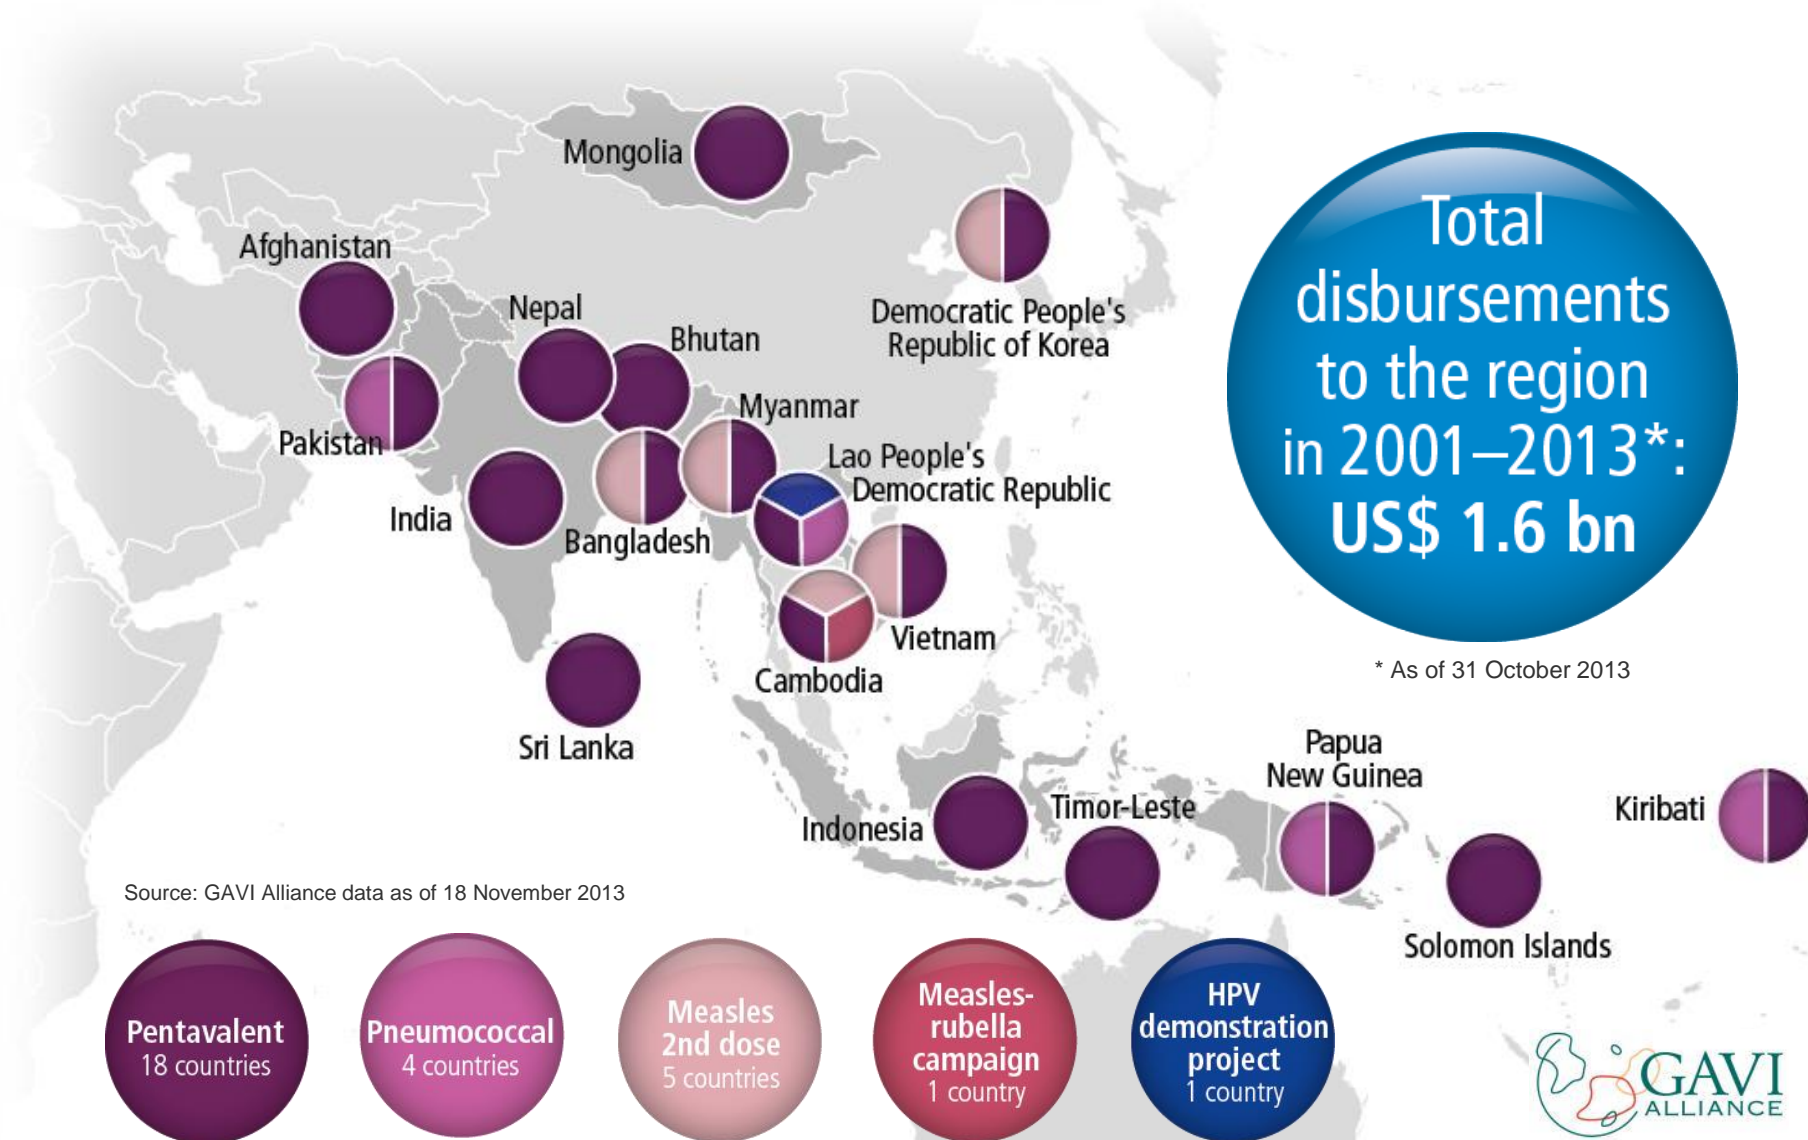 Mongolia
Afghanistan
Nepal
Bhutan
Democratic People's
Republic of Korea
Pakistan
Myanmar
Lao People's
Democratic Republic
India
Bangladesh
Vietnam
Cambodia
Sri Lanka
Total
disbursements
to the region
in 2001–2013*:
US$ 1.6 bn
* As of 31 October 2013
Papua
New Guinea
Timor-Leste
Indonesia
Kiribati
Solomon Islands
Source: GAVI Alliance data as of 18 November 2013
Pentavalent
18 countries
Pneumococcal
4 countries
Measles
2nd dose
5 countries
Measles-
rubella
campaign
1 country
HPV
demonstration
project
1 country
GAVI
ALLIANCE